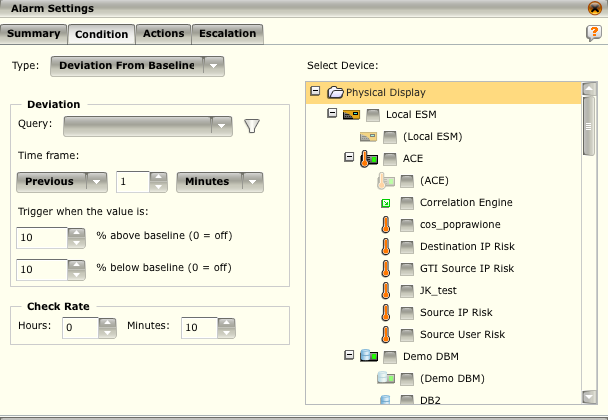 Alarm Settings
Summary Condition Actions Escalation
Type: Deviation From Baseline
Deviation
Query:
Time frame:
Previous 1 Minutes
Trigger when the value is:
10 % above baseline (0 = off)
10 % below baseline (0 = off)
Check Rate
Hours: 0 Minutes: 10
Select Device:
Physical Display
Local ESM
(Local ESM)
ACE
(ACE)
Correlation Engine
cos_poprawione
Destination IP Risk
GTI Source IP Risk
JK_test
Source IP Risk
Source User Risk
Demo DBM
(Demo DBM)
DB2